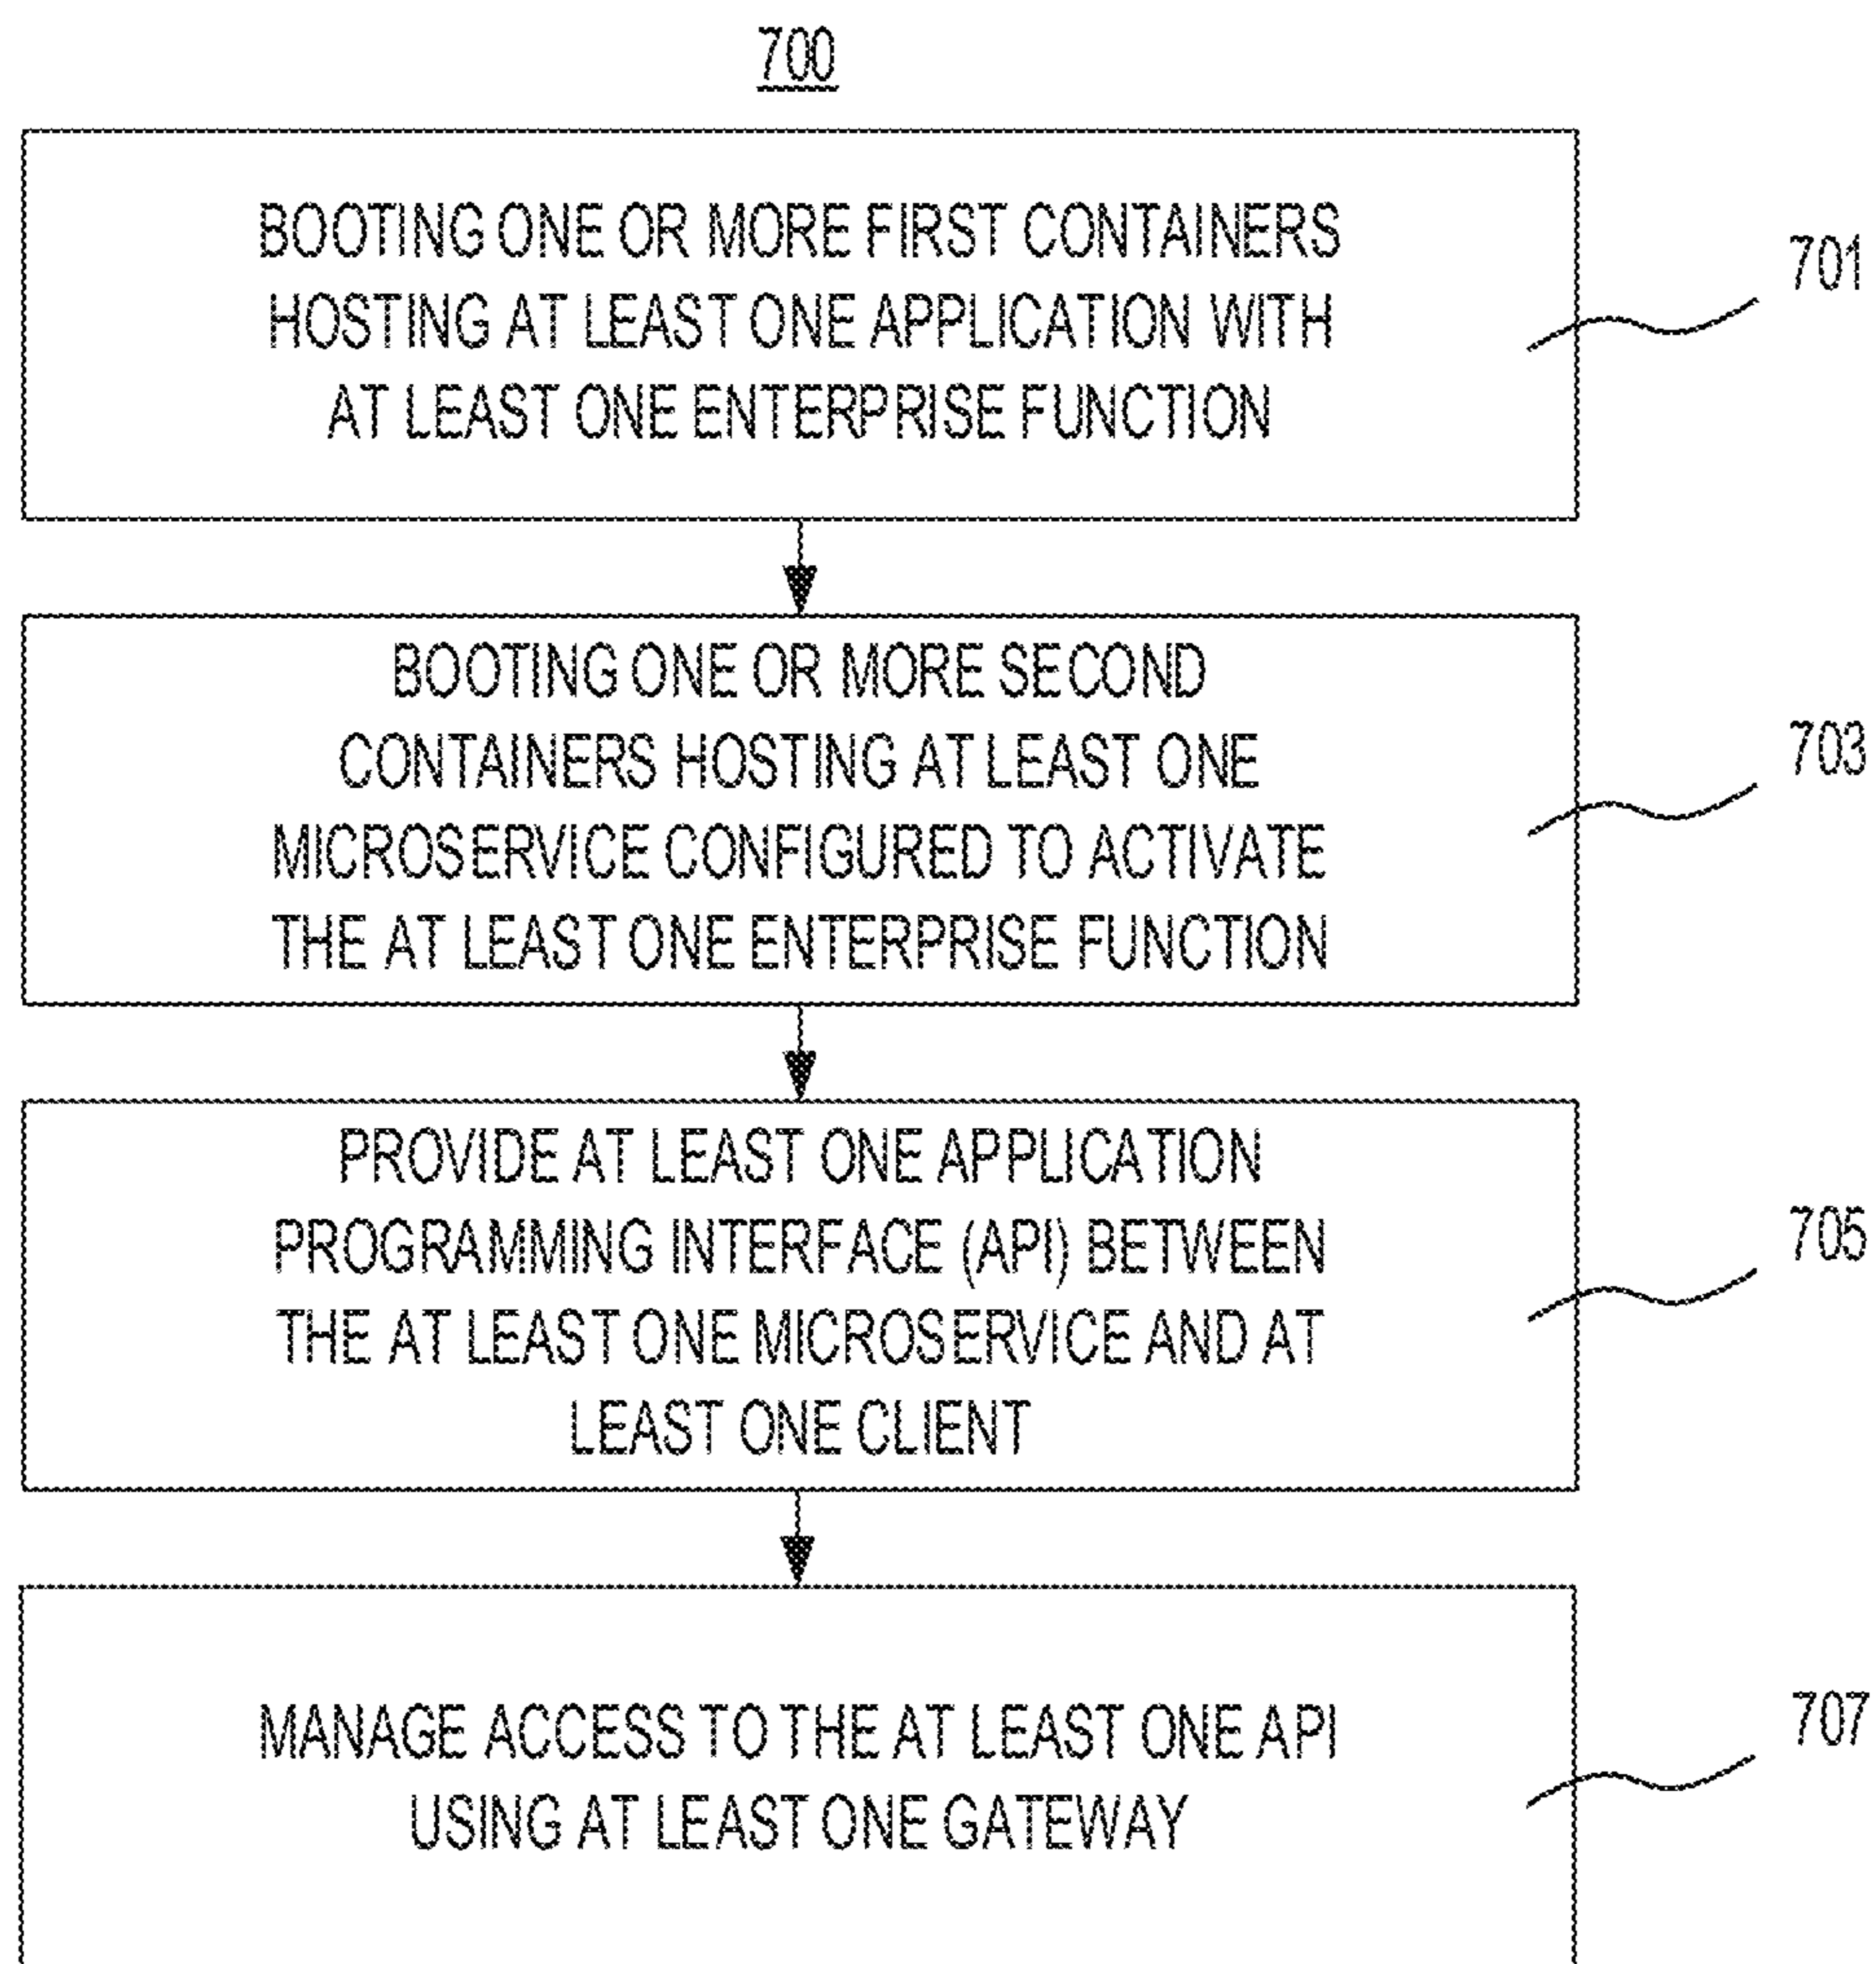 700
BOOTING ONE OR MORE FIRST CONTAINERS
HOSTING AT LEAST ONE APPLICATION WITH
AT LEAST ONE ENTERPRISE FUNCTION
701
BOOTING ONE OR MORE SECOND
CONTAINERS HOSTING AT LEAST ONE
MICROSERVICE CONFIGURED TO ACTIVATE
THE AT LEAST ONE ENTERPRISE FUNCTION
703
PROVIDE AT LEAST ONE APPLICATION
PROGRAMMING INTERFACE (API) BETWEEN
THE AT LEAST ONE MICROSERVICE AND AT
LEAST ONE CLIENT
705
MANAGE ACCESS TO THE AT LEAST ONE API
USING AT LEAST ONE GATEWAY
707